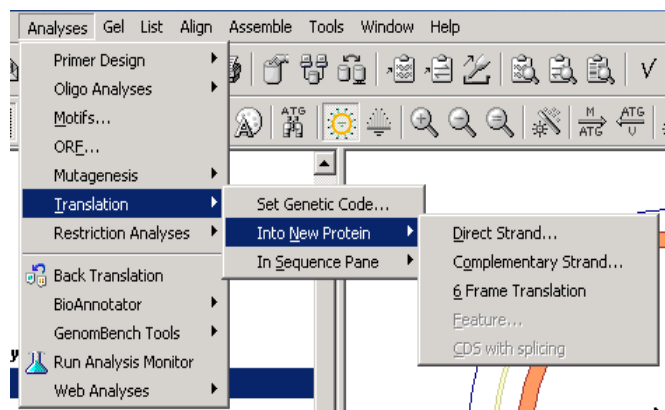 Analyses Gel List Align Assemble Tools Window Help
Primer Design
Oligo Analyses
Motifs...
ORF...
Mutagenesis
Translation
Restriction Analyses
Back Translation
BioAnnotator
GenomBench Tools
Run Analysis Monitor
Web Analyses
Set Genetic Code...
Into New Protein
In Sequence Pane
Direct Strand...
Complementary Strand...
6 Frame Translation
Feature...
CDS with splicing
A
ATG
M
ATG
ATG
V
y